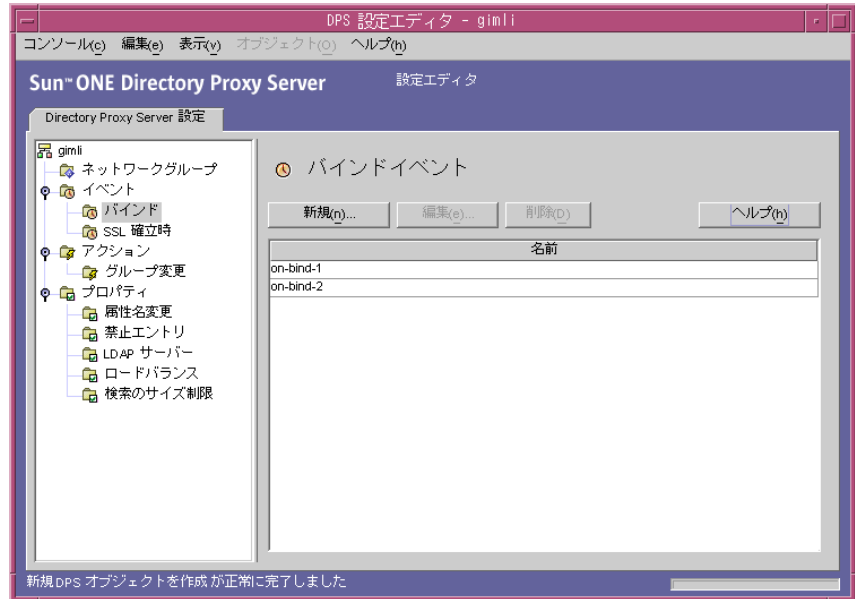 DPS 設定エディタ - gimli
コンソール(c) 編集(e) 表示(v) オブジェクト(o) ヘルプ(h)
Sun™ ONE Directory Proxy Server 設定エディタ
Directory Proxy Server 設定
gimli
ネットワークグループ
イベント
バインド
SSL 確立時
アクション
グループ変更
プロパティ
属性名変更
禁止エントリ
LDAP サーバー
ロードバランス
検索のサイズ制限
バインドイベント
新規(n)... 編集(e)... 削除(D) ヘルプ(h)
名前
on-bind-1
on-bind-2
新規DPS オブジェクトを作成 が正常に完了しました